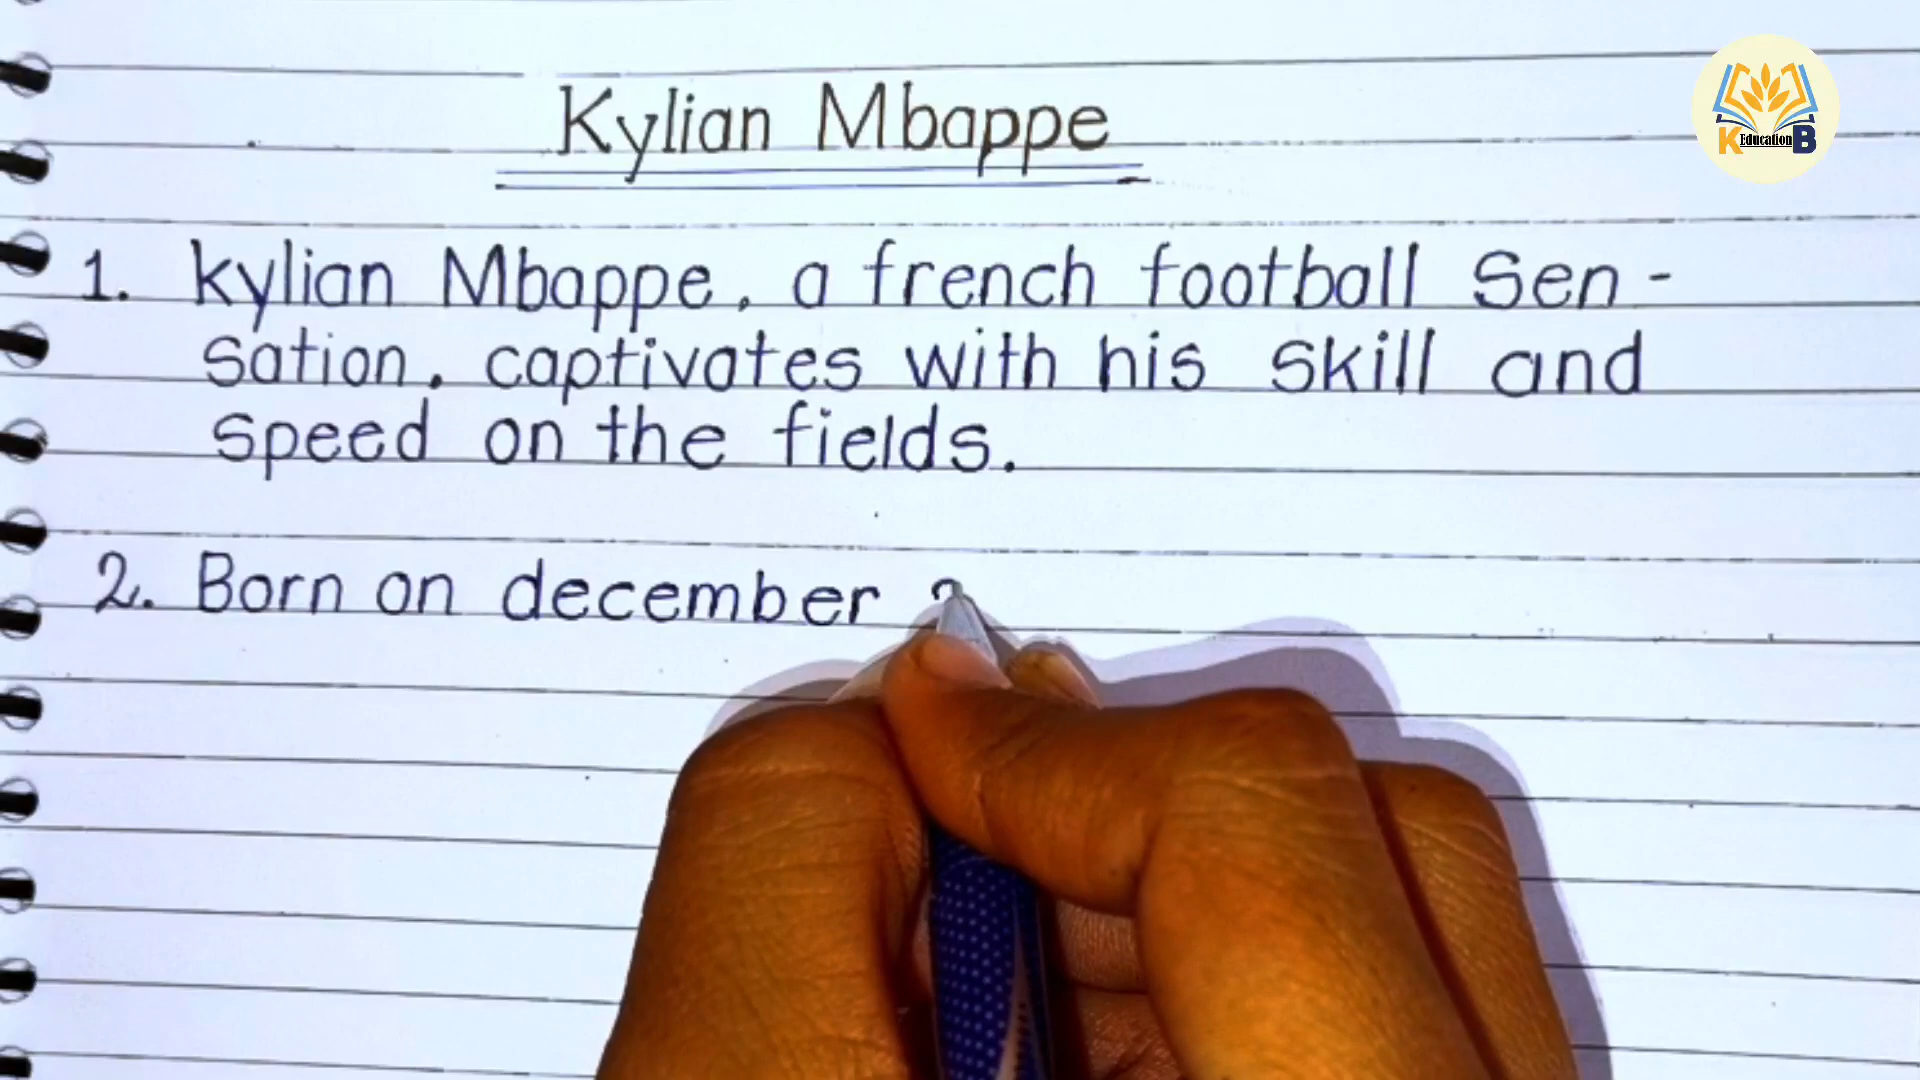 Kylian Mbappe
K Education B
1. kylian Mbappe, a french football Sen-
sation, captivates with his skill and
speed on the fields.
2. Born on december